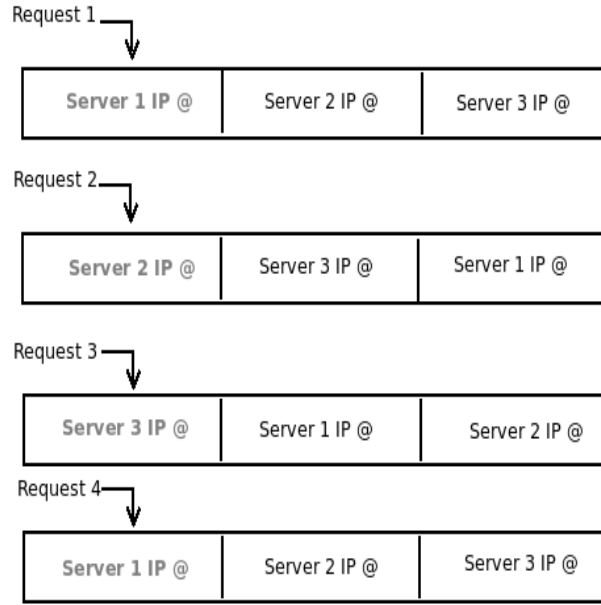 Request 1
Server 1 IP @ Server 2 IP @ Server 3 IP @
Request 2
Server 2 IP @ Server 3 IP @ Server 1 IP @
Request 3
Server 3 IP @ Server 1 IP @ Server 2 IP @
Request 4
Server 1 IP @ Server 2 IP @ Server 3 IP @